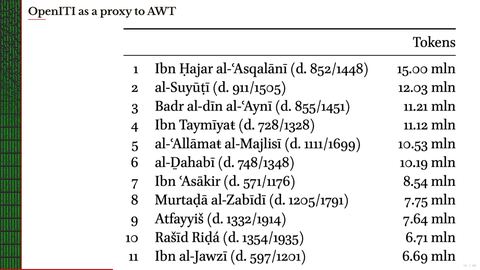 OpenITI as a proxy to AWT
Tokens
1 Ibn Ḥajar al-ʿAsqalānī (d. 852/1448) 15.00 mln
2 al-Suyūṭī (d. 911/1505) 12.03 mln
3 Badr al-dīn al-ʿAynī (d. 855/1451) 11.21 mln
4 Ibn Taymīyaŧ (d. 728/1328) 11.12 mln
5 al-ʿAllāmaŧ al-Majlisī (d. 1111/1699) 10.53 mln
6 al-Ḏahabī (d. 748/1348) 10.19 mln
7 Ibn ʿAsākir (d. 571/1176) 8.54 mln
8 Murtaḍá al-Zabīdī (d. 1205/1791) 7.75 mln
9 Atfayyiš (d. 1332/1914) 7.64 mln
10 Rašīd Riḍá (d. 1354/1935) 6.71 mln
11 Ibn al-Jawzī (d. 597/1201) 6.69 mln